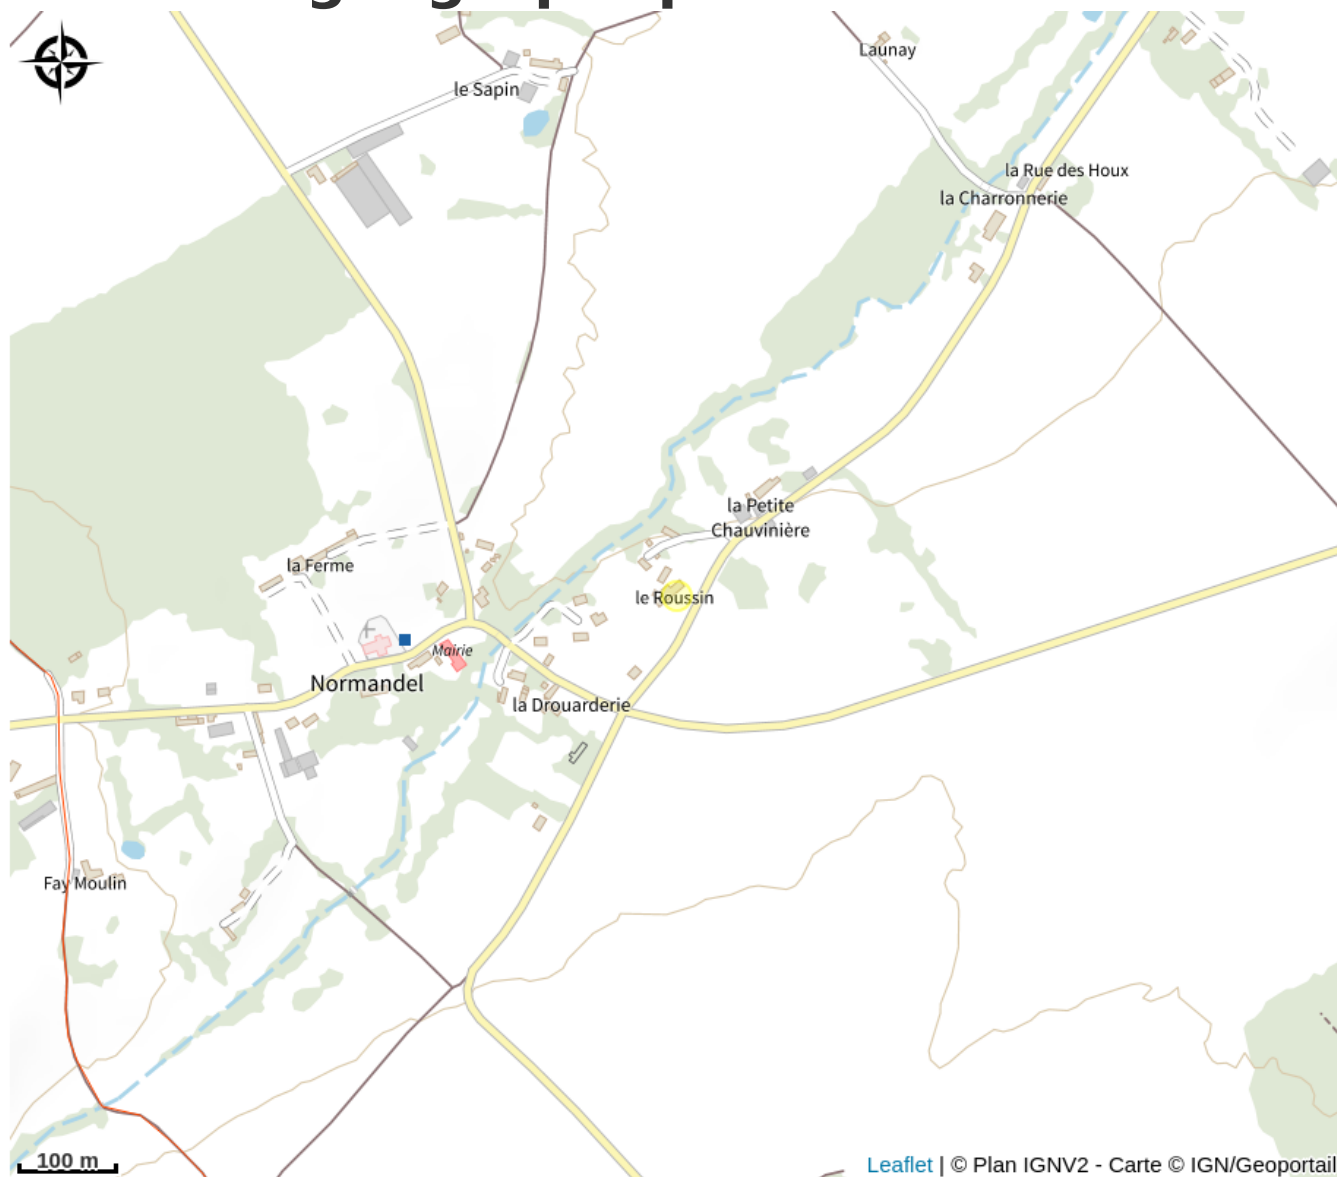 Launay
le Sapin
la Rue des Houx
la Charronnerie
la Petite
Chauvinière
la Ferme
le Roussin
Mairie
Normandel
la Drouarderie
Fay Moulin
100 m
Leaflet | © Plan IGNV2 - Carte © IGN/Geoportail